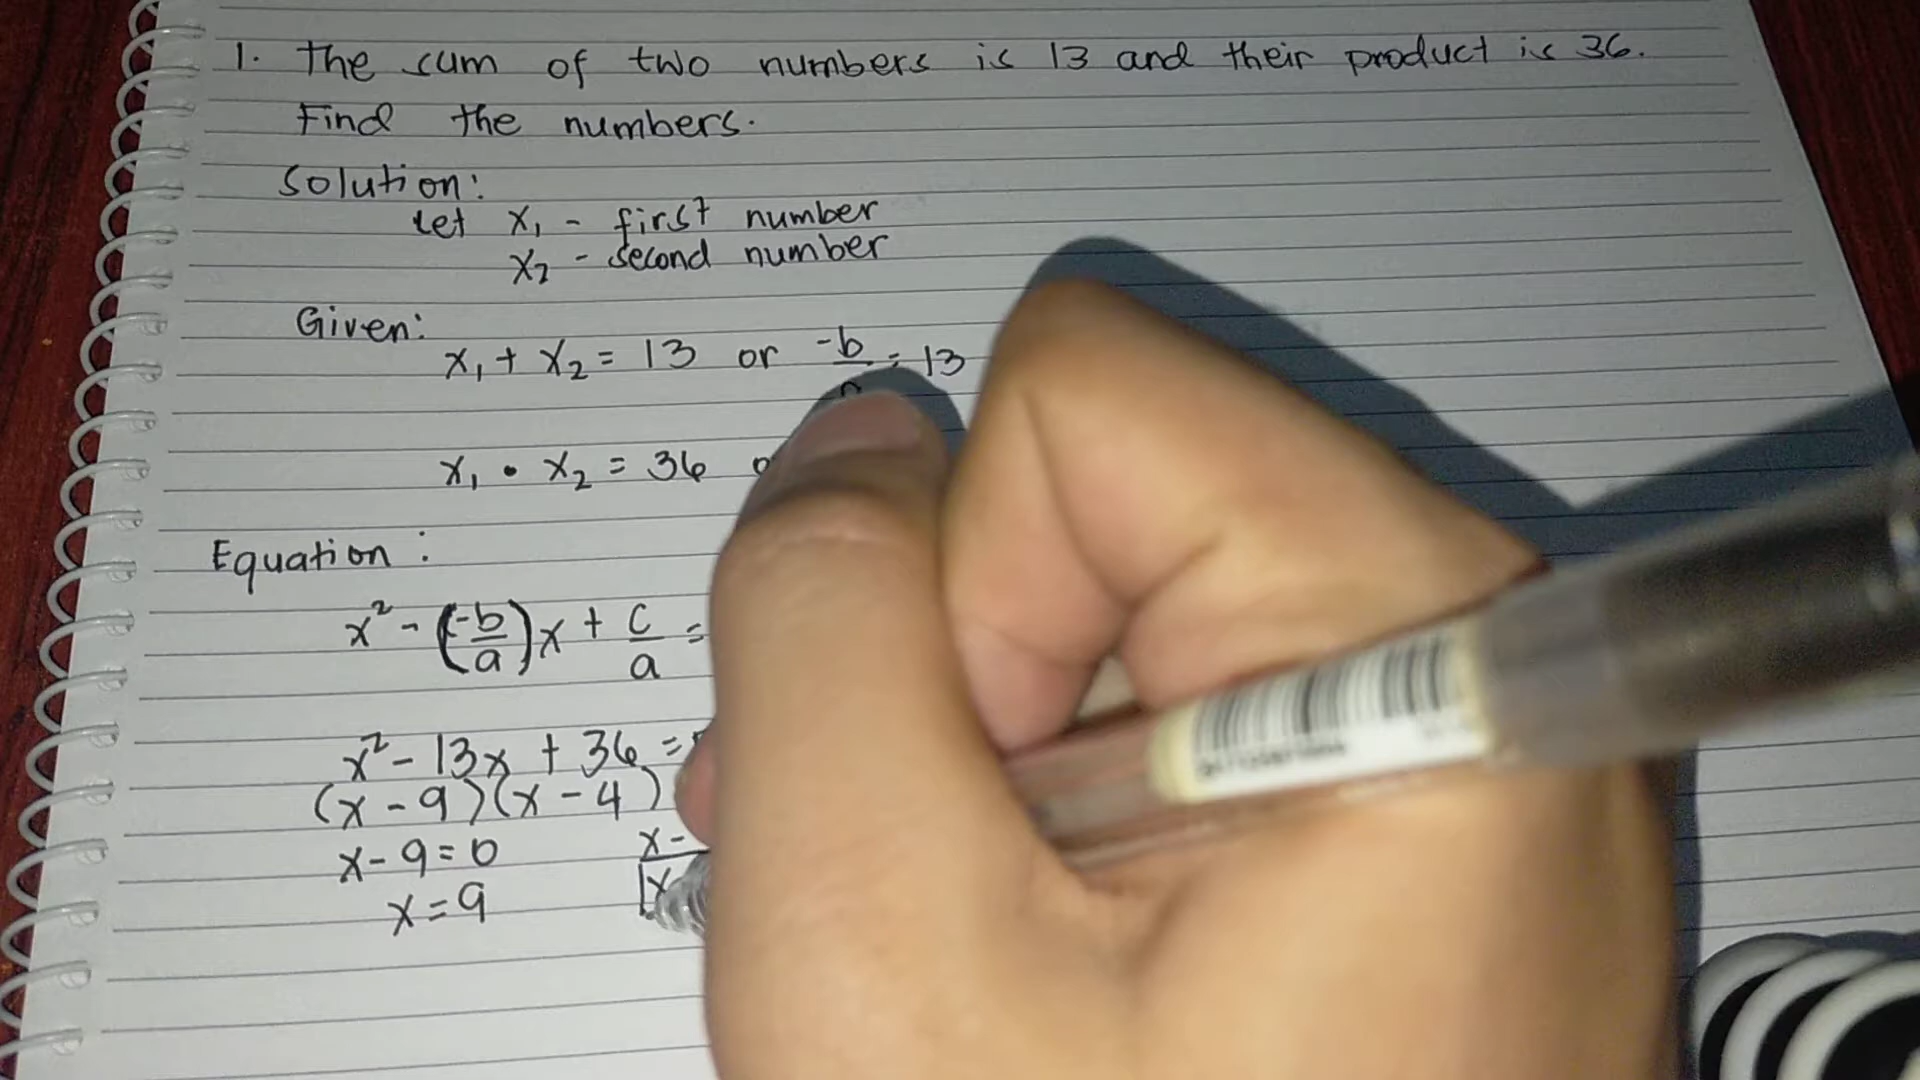 1. The sum of two numbers is 13 and their product is 36.
Find the numbers.
Solution:
Let x₁ - first number
x₂ - second number
Given:
x₁ + x₂ = 13 or -b/a = 13
x₁ • x₂ = 36
Equation :
x² - (-b/a)x + c/a =
x² - 13x + 36 =
(x - 9)(x - 4)
x - 9 = 0 x -
x = 9 x